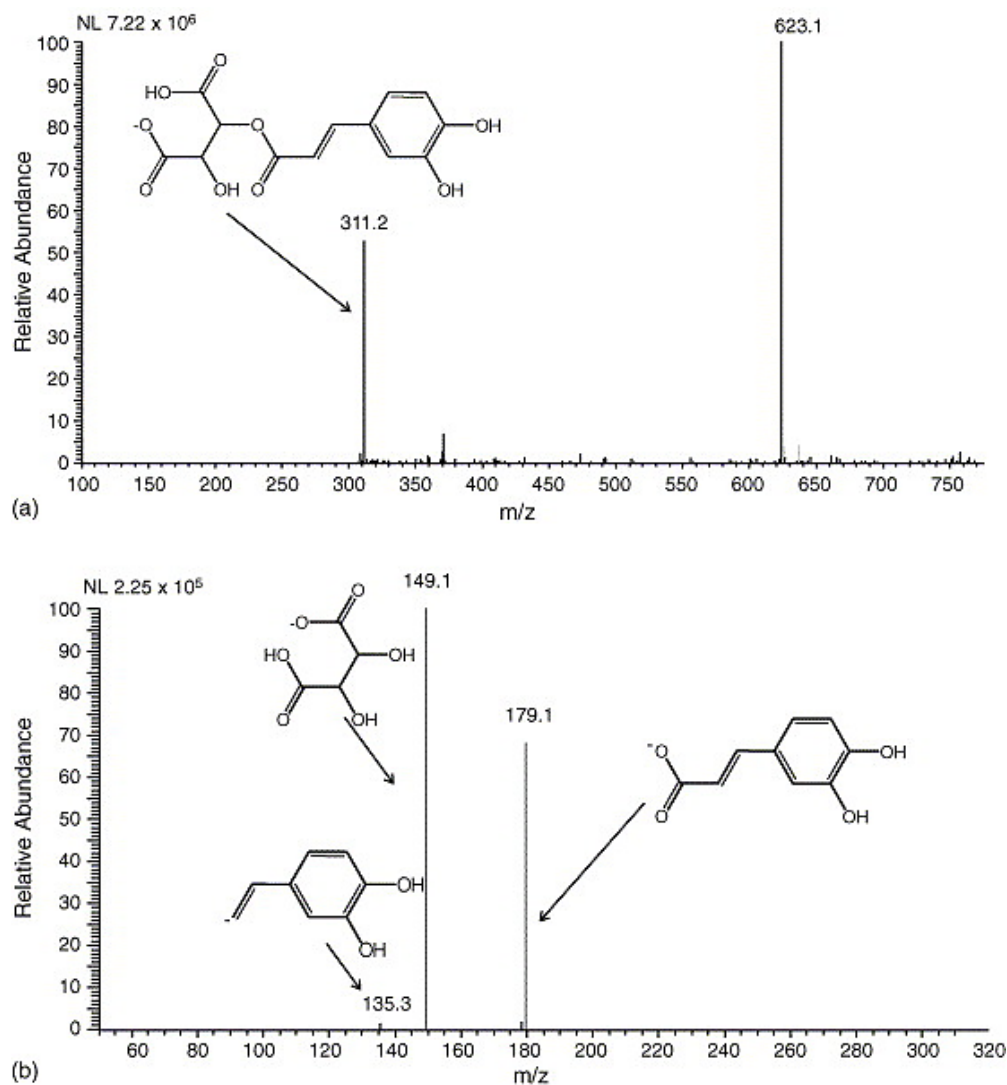 NL 7.22 x 10⁶
623.1
100
90
80
70
60
50
40
30
20
10
0
Relative Abundance
O
HO
-O
O
O
OH
O
OH
OH
311.2
100 150 200 250 300 350 400 450 500 550 600 650 700 750
m/z
(a)
NL 2.25 x 10⁵
149.1
100
90
80
70
60
50
40
30
20
10
0
Relative Abundance
O
-O
HO
OH
O
OH
179.1
-O
O
OH
OH
-
OH
OH
135.3
60 80 100 120 140 160 180 200 220 240 260 280 300 320
m/z
(b)